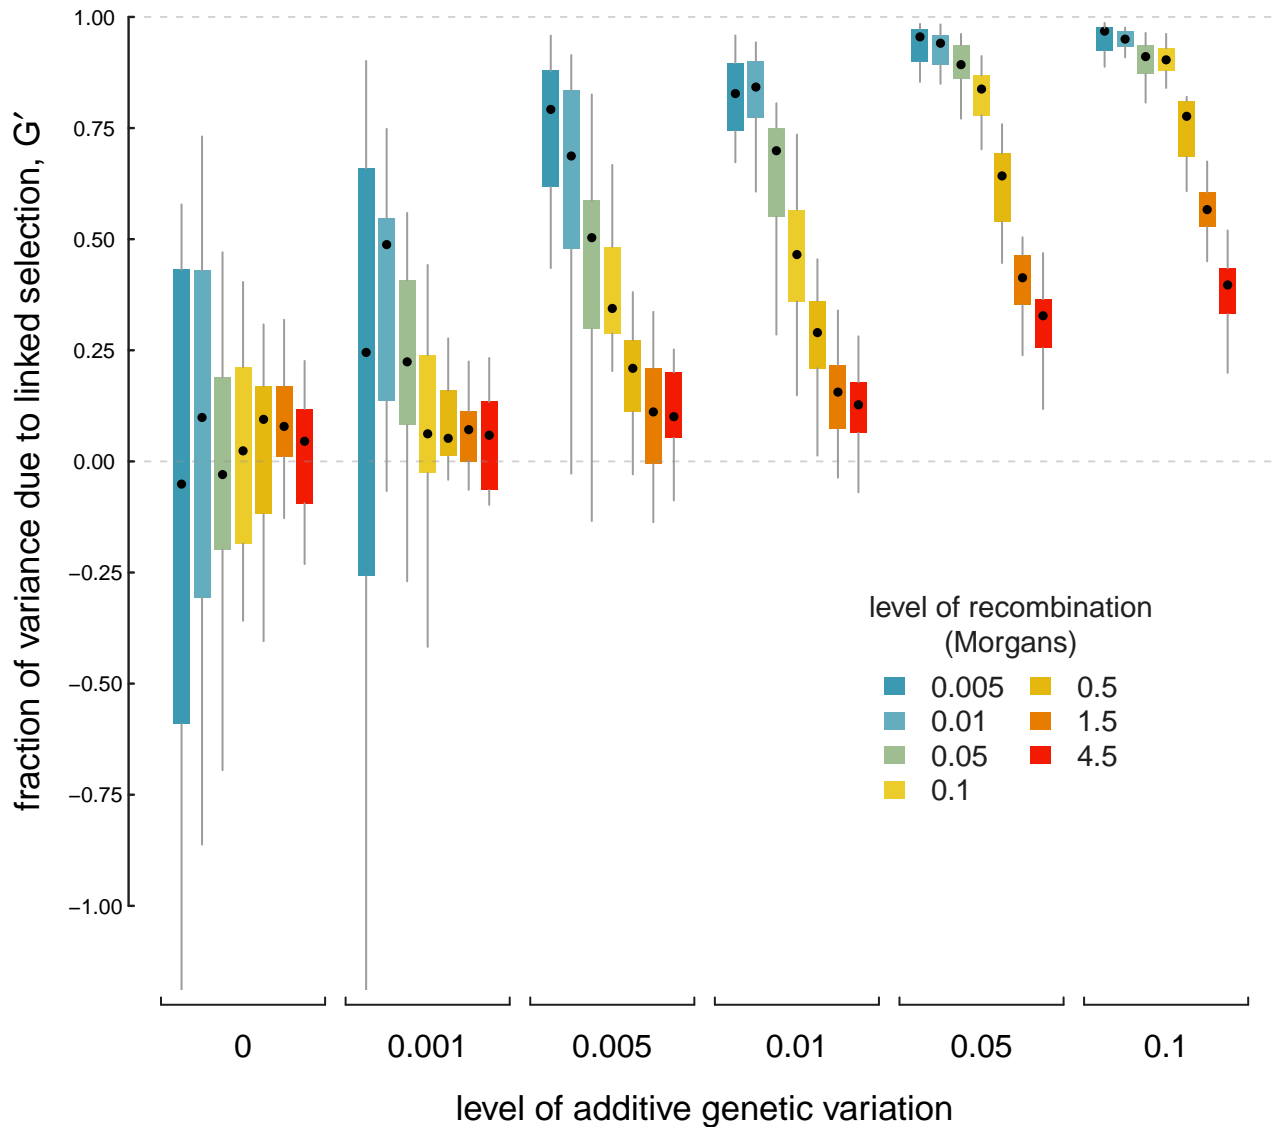 fraction of variance due to linked selection, G′
1.00
0.75
0.50
0.25
0.00
−0.25
−0.50
−0.75
−1.00
level of recombination
(Morgans)
0.005 0.5
0.01 1.5
0.05 4.5
0.1
0 0.001 0.005 0.01 0.05 0.1
level of additive genetic variation